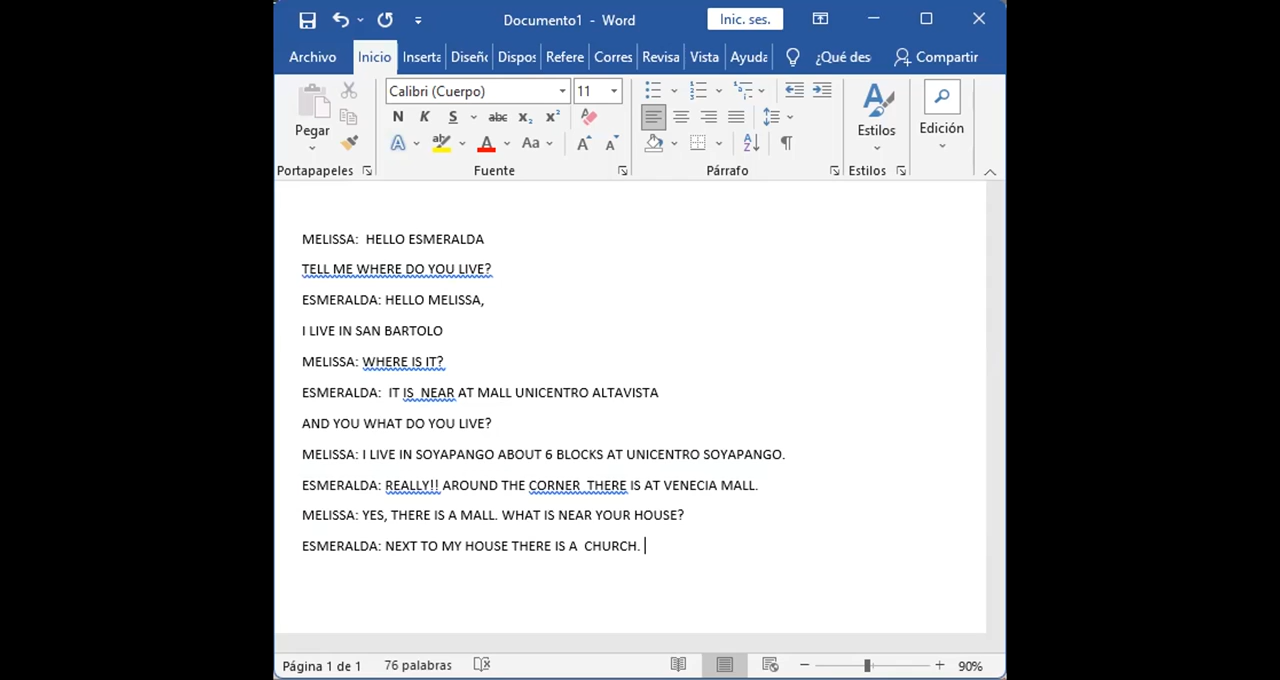 Documento1 - Word
Inic. ses.
Archivo Inicio Inserta Diseño Dispos Refere Corres Revisa Vista Ayuda ¿Qué des Compartir
Calibri (Cuerpo) 11
Pegar
N K S abc x₂ x²
A ab A Aa A A
A Z ¶
Estilos
Edición
Portapapeles Fuente Párrafo Estilos
MELISSA:  HELLO ESMERALDA
TELL ME WHERE DO YOU LIVE?
ESMERALDA: HELLO MELISSA,
I LIVE IN SAN BARTOLO
MELISSA: WHERE IS IT?
ESMERALDA:  IT IS  NEAR AT MALL UNICENTRO ALTAVISTA
AND YOU WHAT DO YOU LIVE?
MELISSA: I LIVE IN SOYAPANGO ABOUT 6 BLOCKS AT UNICENTRO SOYAPANGO.
ESMERALDA: REALLY!! AROUND THE CORNER  THERE IS AT VENECIA MALL.
MELISSA: YES, THERE IS A MALL. WHAT IS NEAR YOUR HOUSE?
ESMERALDA: NEXT TO MY HOUSE THERE IS A  CHURCH.
Página 1 de 1 76 palabras 90%